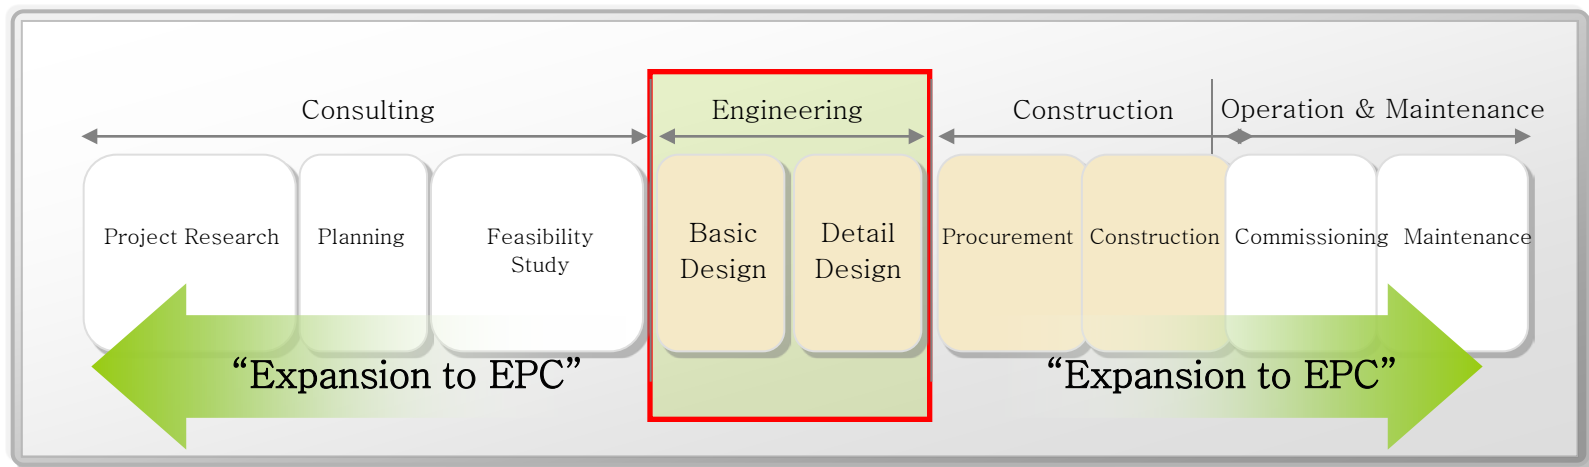 Consulting
Engineering
Construction
Operation & Maintenance
Project Research
Planning
Feasibility
Study
Basic
Design
Detail
Design
Procurement
Construction
Commissioning
Maintenance
“Expansion to EPC”
“Expansion to EPC”